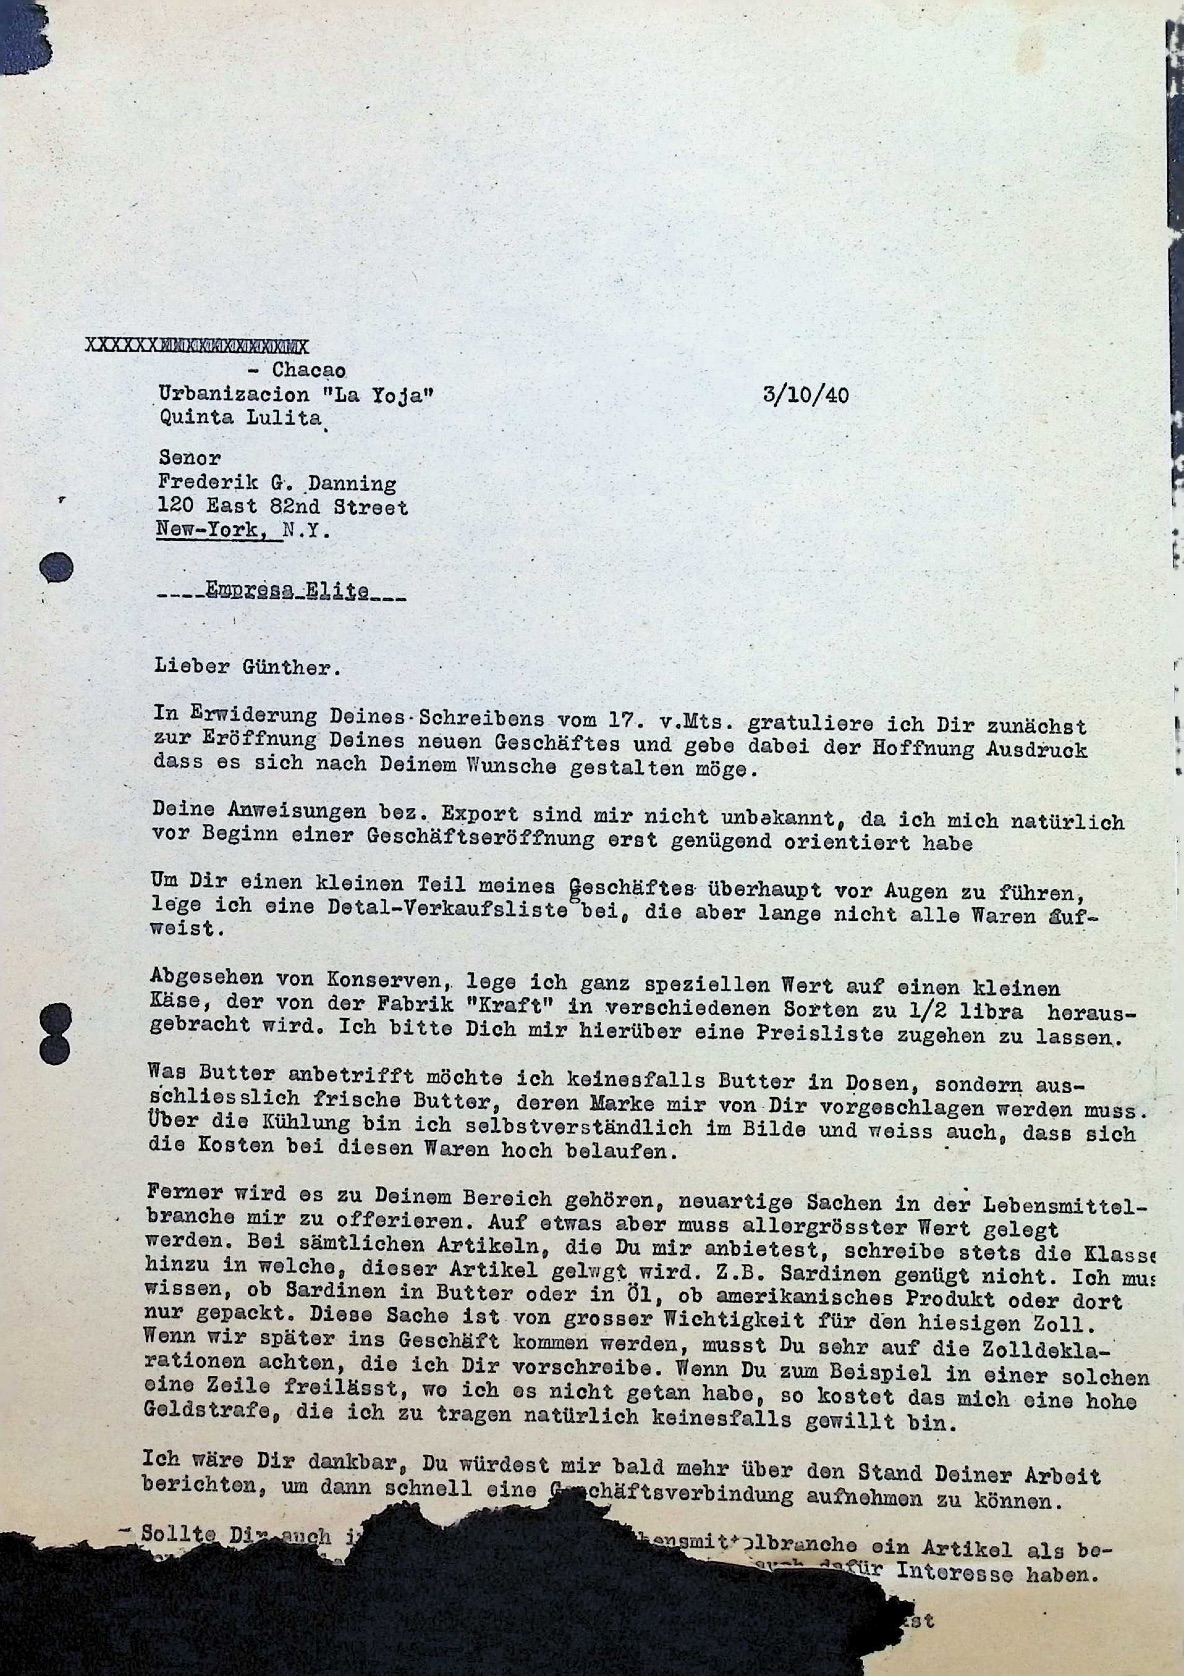 - Chacao
Urbanizacion "La Yoja"
3/10/40
Quinta Lulita
Senor
Frederik G. Danning
120 East 82nd Street
New-York, N.Y.
____Empresa Elite___
Lieber Günther.
In Erwiderung Deines Schreibens vom 17. v.Mts. gratuliere ich Dir zunächst
zur Eröffnung Deines neuen Geschäftes und gebe dabei der Hoffnung Ausdruck
dass es sich nach Deinem Wunsche gestalten möge.
Deine Anweisungen bez. Export sind mir nicht unbekannt, da ich mich natürlich
vor Beginn einer Geschäftseröffnung erst genügend orientiert habe
Um Dir einen kleinen Teil meines Geschäftes überhaupt vor Augen zu führen,
lege ich eine Detal-Verkaufsliste bei, die aber lange nicht alle Waren auf-
weist.
Abgesehen von Konserven, lege ich ganz speziellen Wert auf einen kleinen
Käse, der von der Fabrik "Kraft" in verschiedenen Sorten zu 1/2 libra heraus-
gebracht wird. Ich bitte Dich mir hierüber eine Preisliste zugehen zu lassen.
Was Butter anbetrifft möchte ich keinesfalls Butter in Dosen, sondern aus-
schliesslich frische Butter, deren Marke mir von Dir vorgeschlagen werden muss.
Über die Kühlung bin ich selbstverständlich im Bilde und weiss auch, dass sich
die Kosten bei diesen Waren hoch belaufen.
Ferner wird es zu Deinem Bereich gehören, neuartige Sachen in der Lebensmittel-
branche mir zu offerieren. Auf etwas aber muss allergrösster Wert gelegt
werden. Bei sämtlichen Artikeln, die Du mir anbietest, schreibe stets die Klasse
hinzu in welche, dieser Artikel gelwgt wird. Z.B. Sardinen genügt nicht. Ich mus
wissen, ob Sardinen in Butter oder in Öl, ob amerikanisches Produkt oder dort
nur gepackt. Diese Sache ist von grosser Wichtigkeit für den hiesigen Zoll.
Wenn wir später ins Geschäft kommen werden, musst Du sehr auf die Zolldekla-
rationen achten, die ich Dir vorschreibe. Wenn Du zum Beispiel in einer solchen
eine Zeile freilässt, wo ich es nicht getan habe, so kostet das mich eine hohe
Geldstrafe, die ich zu tragen natürlich keinesfalls gewillt bin.
Ich wäre Dir dankbar, Du würdest mir bald mehr über den Stand Deiner Arbeit
berichten, um dann schnell eine Geschäftsverbindung aufnehmen zu können.
- Sollte Dir auch ensmittelbranche ein Artikel als be-
auch dafür Interesse haben.